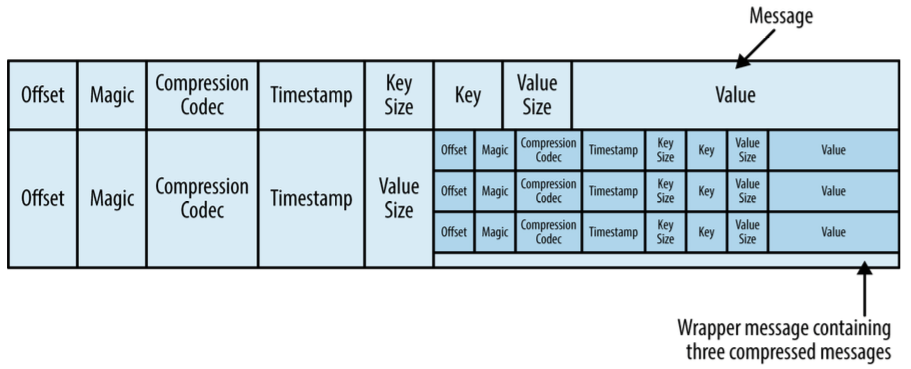 Message
Offset Magic Compression Codec Timestamp Key Size Key Value Size Value
Offset Magic Compression Codec Timestamp Value Size
Offset Magic Compression Codec Timestamp Key Size Key Value Size Value
Offset Magic Compression Codec Timestamp Key Size Key Value Size Value
Offset Magic Compression Codec Timestamp Key Size Key Value Size Value
Wrapper message containing
three compressed messages